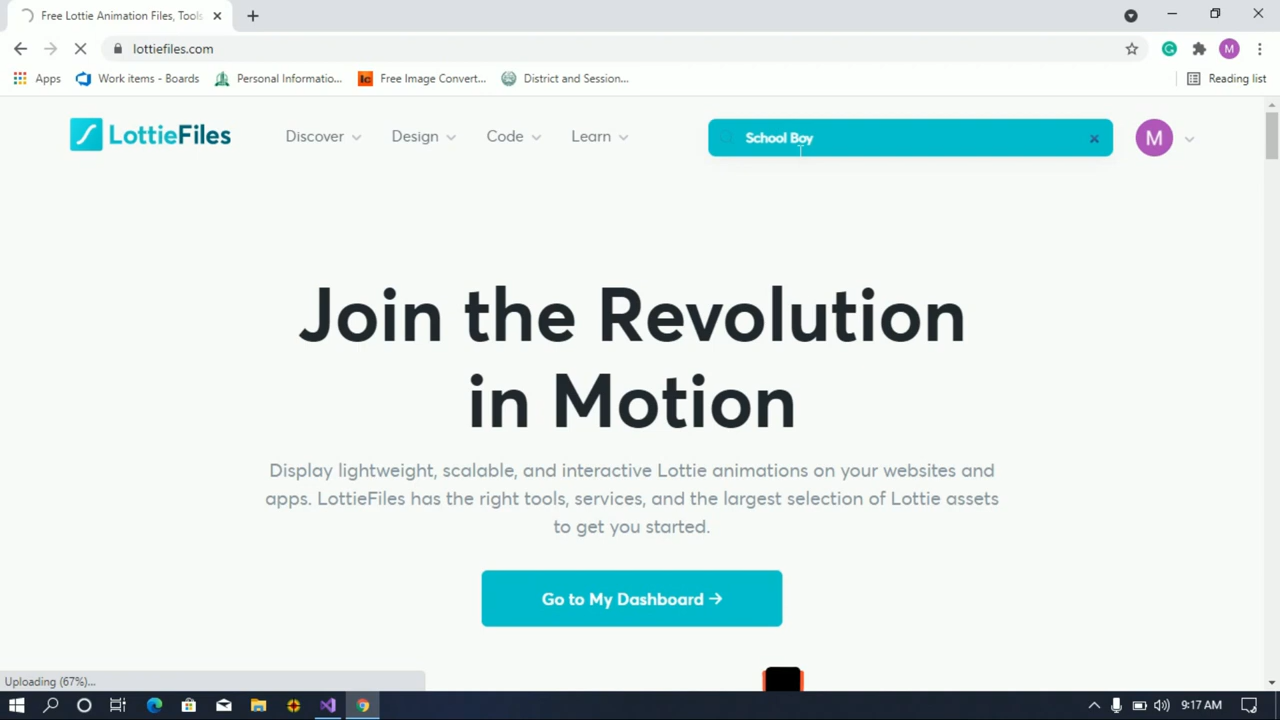 Free Lottie Animation Files, Tools
lottiefiles.com
M
Apps
Work items - Boards
Personal Informatio...
lc
Free Image Convert...
District and Session...
Reading list
LottieFiles
Discover
Design
Code
Learn
School Boy
M
Join the Revolution
in Motion
Display lightweight, scalable, and interactive Lottie animations on your websites and
apps. LottieFiles has the right tools, services, and the largest selection of Lottie assets
to get you started.
Go to My Dashboard →
Uploading (67%)...
9:17 AM